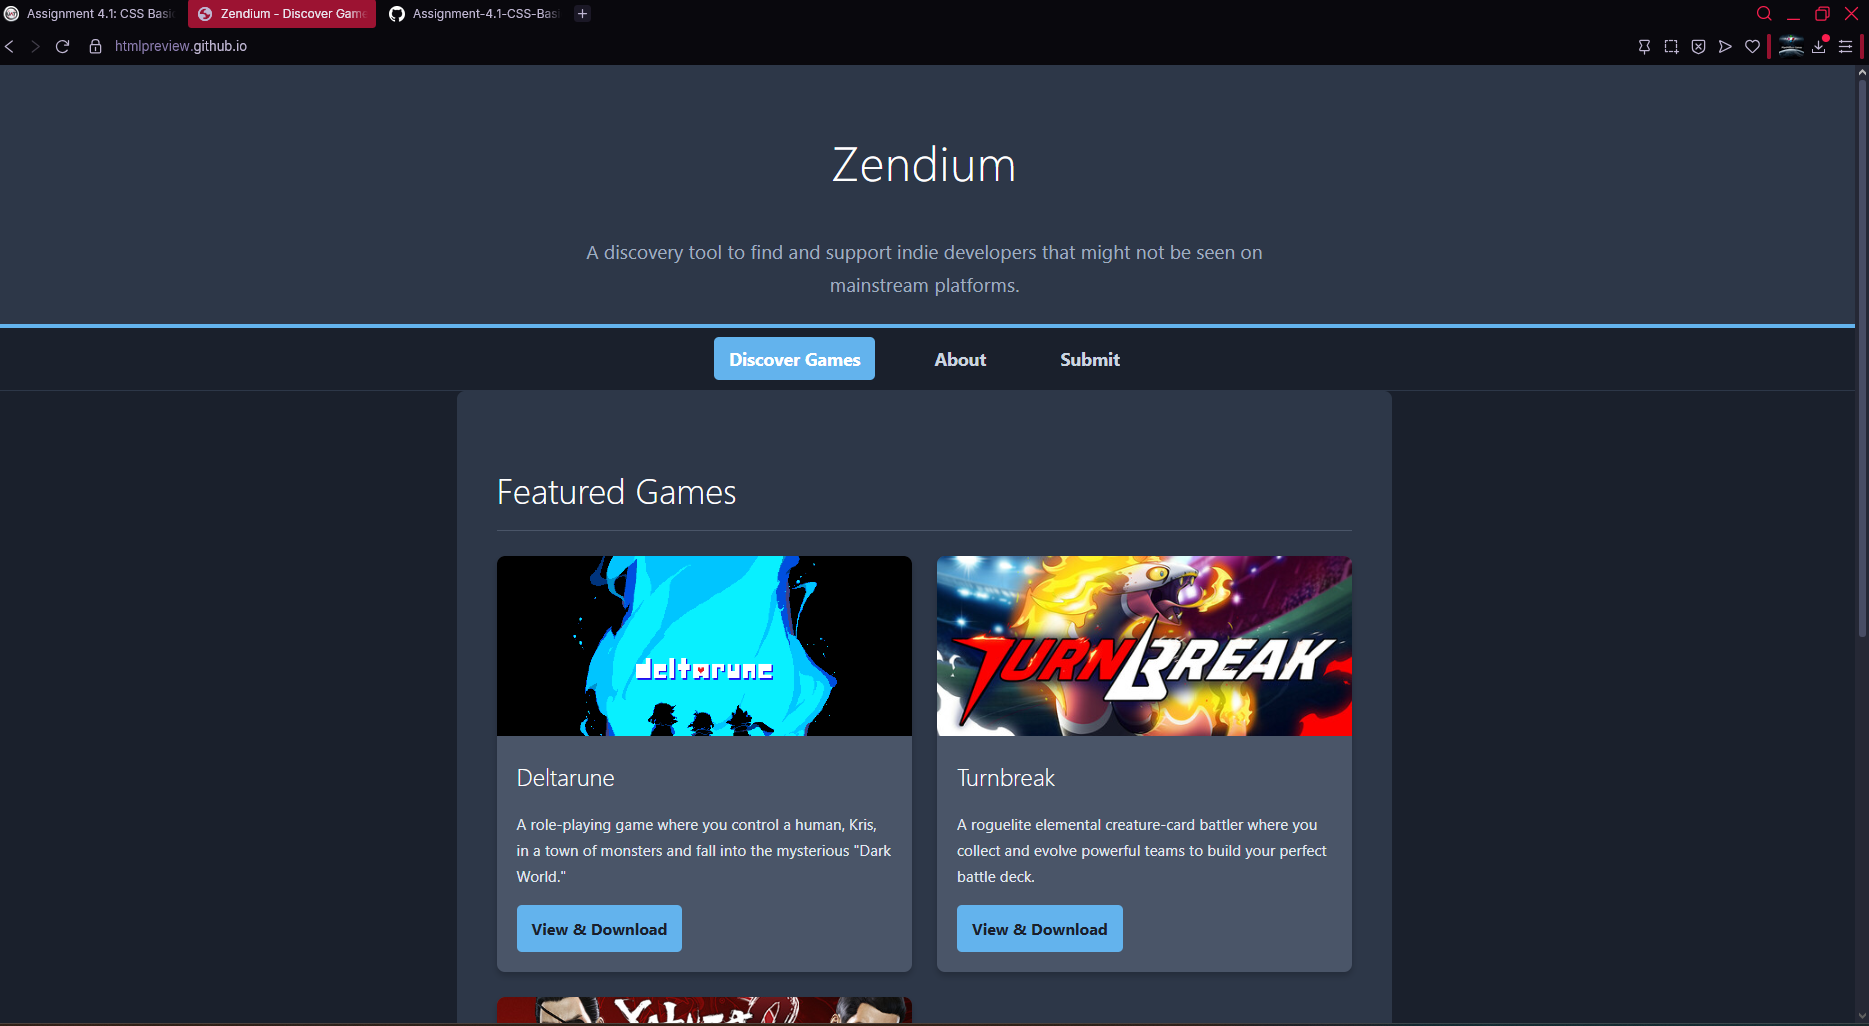 Assignment 4.1: CSS Basi
Zendium - Discover Game
Assignment-4.1-CSS-Bas
htmlpreview.github.io
Zendium
A discovery tool to find and support indie developers that might not be seen on
mainstream platforms.
Discover Games
About
Submit
Featured Games
deltarune
TURNBREAK
Deltarune
Turnbreak
A role-playing game where you control a human, Kris,
in a town of monsters and fall into the mysterious "Dark
World."
A roguelite elemental creature-card battler where you
collect and evolve powerful teams to build your perfect
battle deck.
View & Download
View & Download